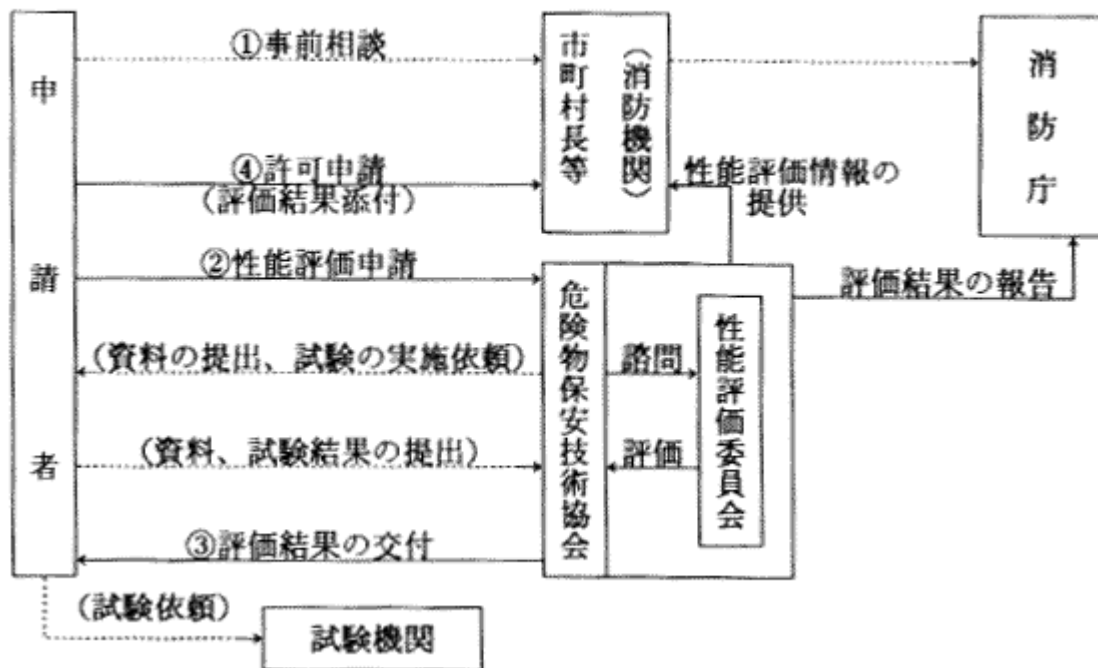 申請者
①事前相談
市町村長等
（消防機関）
消防庁
④許可申請
（評価結果添付）
性能評価情報の
提供
②性能評価申請
危険物保安技術協会
性能評価委員会
評価結果の報告
（資料の提出、試験の実施依頼）
諮問
（資料、試験結果の提出）
評価
③評価結果の交付
（試験依頼）
試験機関